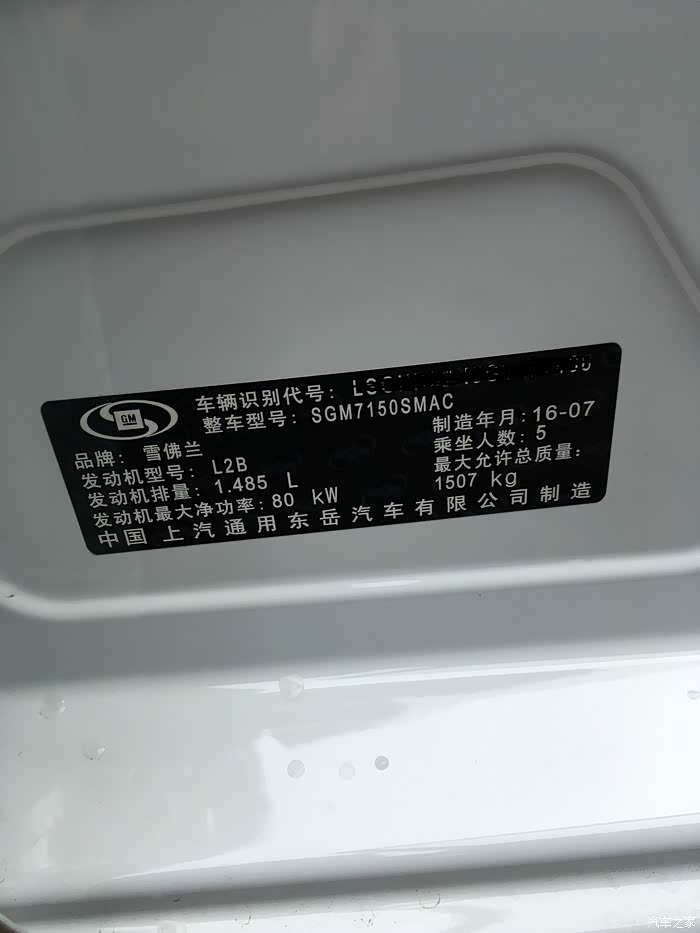 GM
车辆识别代号:
整车型号: SGM7150SMAC
品牌: 雪佛兰
制造年月:16-07
发动机型号: L2B
乘坐人数: 5
发动机排量: 1.485 L
最大允许总质量:
发动机最大净功率: 80 kW
1507 kg
中国 上汽通用东岳汽车有限公司制造
汽车之家